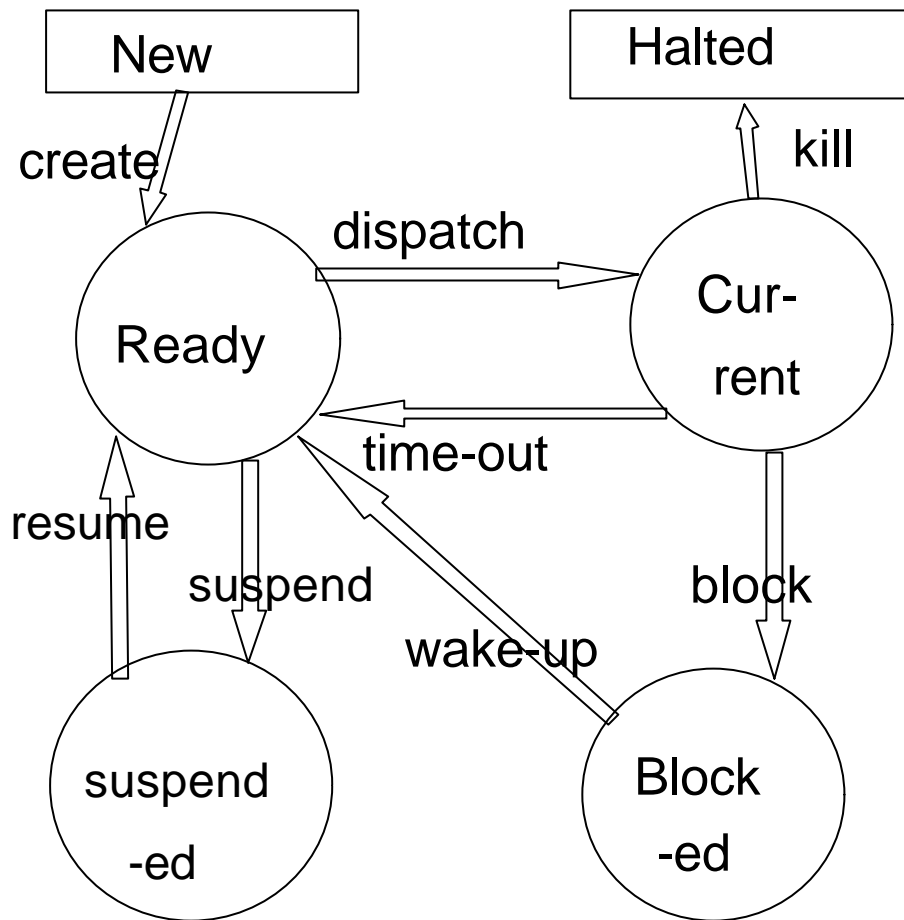 New
Halted
create
kill
dispatch
Cur-
rent
Ready
time-out
resume
suspend
block
wake-up
suspend
-ed
Block
-ed